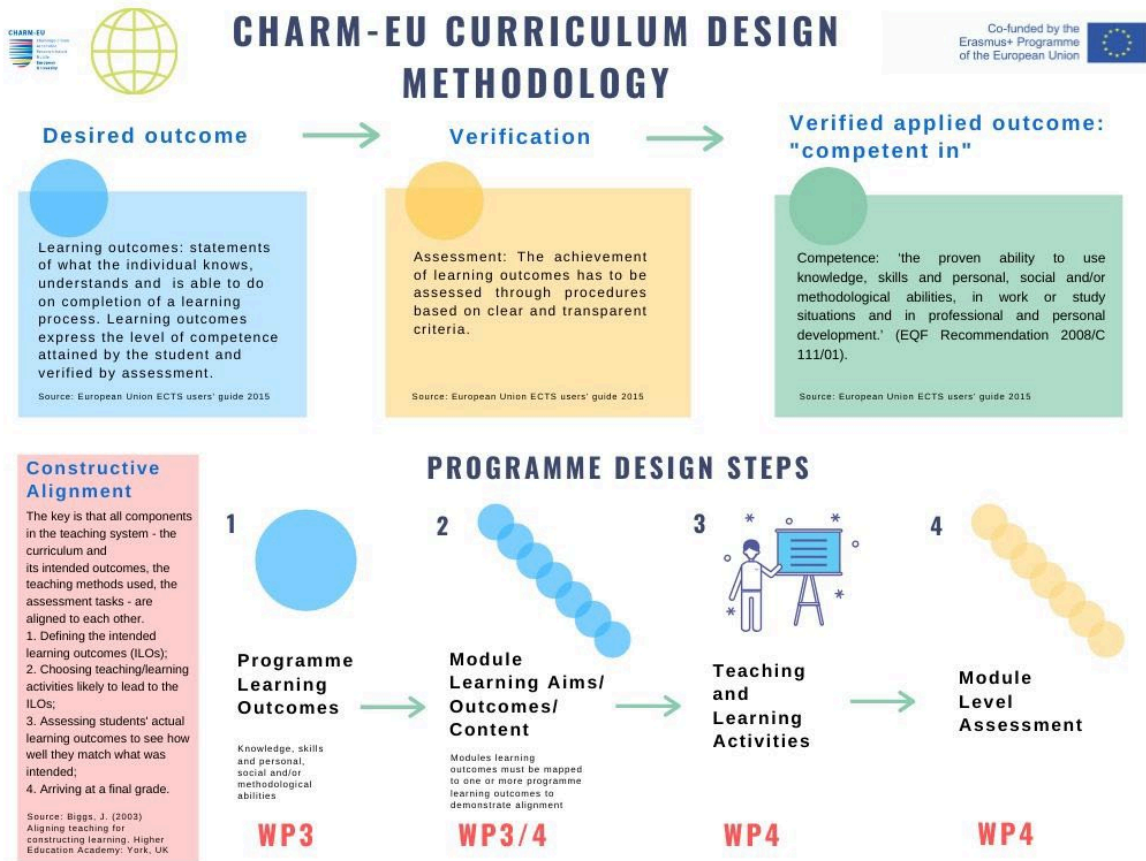 CHARM-EU
CHARM-EU CURRICULUM DESIGN
METHODOLOGY
Co-funded by the
Erasmus+ Programme
of the European Union
Desired outcome
Verification
Verified applied outcome:
"competent in"
Learning outcomes: statements
of what the individual knows,
understands and is able to do
on completion of a learning
process. Learning outcomes
express the level of competence
attained by the student and
verified by assessment.
Source: European Union ECTS users' guide 2015
Assessment: The achievement
of learning outcomes has to be
assessed through procedures
based on clear and transparent
criteria.
Source: European Union ECTS users' guide 2015
Competence: 'the proven ability to use
knowledge, skills and personal, social and/or
methodological abilities, in work or study
situations and in professional and personal
development.' (EQF Recommendation 2008/C
111/01).
Source: European Union ECTS users' guide 2015
Constructive
Alignment
The key is that all components
in the teaching system - the
curriculum and
its intended outcomes, the
teaching methods used, the
assessment tasks - are
aligned to each other.
1. Defining the intended
learning outcomes (ILOs);
2. Choosing teaching/learning
activities likely to lead to the
ILOs;
3. Assessing students' actual
learning outcomes to see how
well they match what was
intended;
4. Arriving at a final grade.
Source: Biggs, J. (2003)
Aligning teaching for
constructing learning. Higher
Education Academy: York, UK
PROGRAMME DESIGN STEPS
1
Programme
Learning
Outcomes
Knowledge, skills
and personal,
social and/or
methodological
abilities
WP3
2
Module
Learning Aims/
Outcomes/
Content
Modules learning
outcomes must be mapped
to one or more programme
learning outcomes to
demonstrate alignment
WP3/4
3
Teaching
and
Learning
Activities
WP4
4
Module
Level
Assessment
WP4